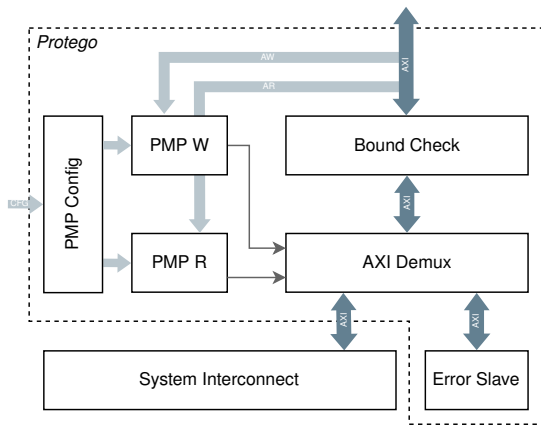 Protego
AXI
AW
AR
PMP Config
PMP W
Bound Check
CFG
AXI
PMP R
AXI Demux
AXI
AXI
System Interconnect
Error Slave